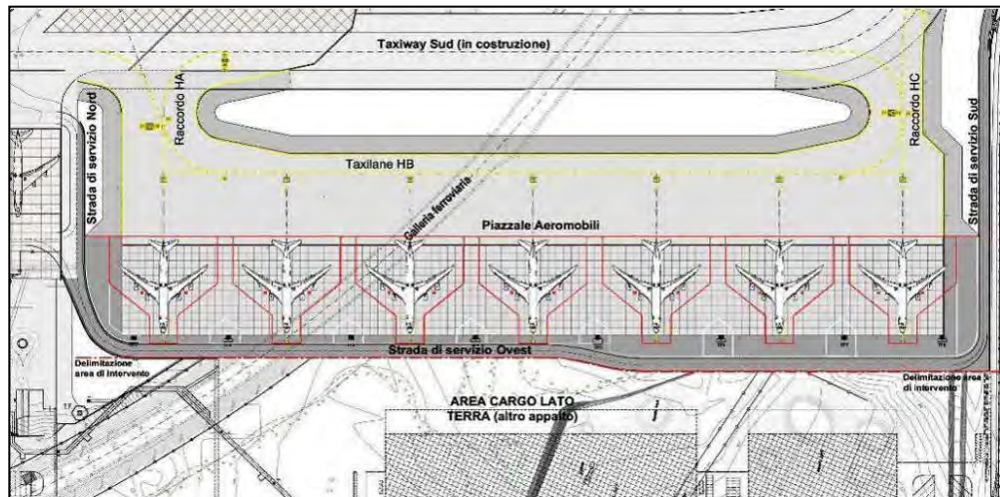 Taxiway Sud (in costruzione)
Raccordo HA
Raccordo HC
Strada di servizio Nord
Strada di servizio Sud
Taxilane HB
Galleria ferroviaria
Piazzale Aeromobili
Strada di servizio Ovest
Delimitazione
area di intervento
Delimitazione area
di intervento
AREA CARGO LATO
TERRA (altro appalto)